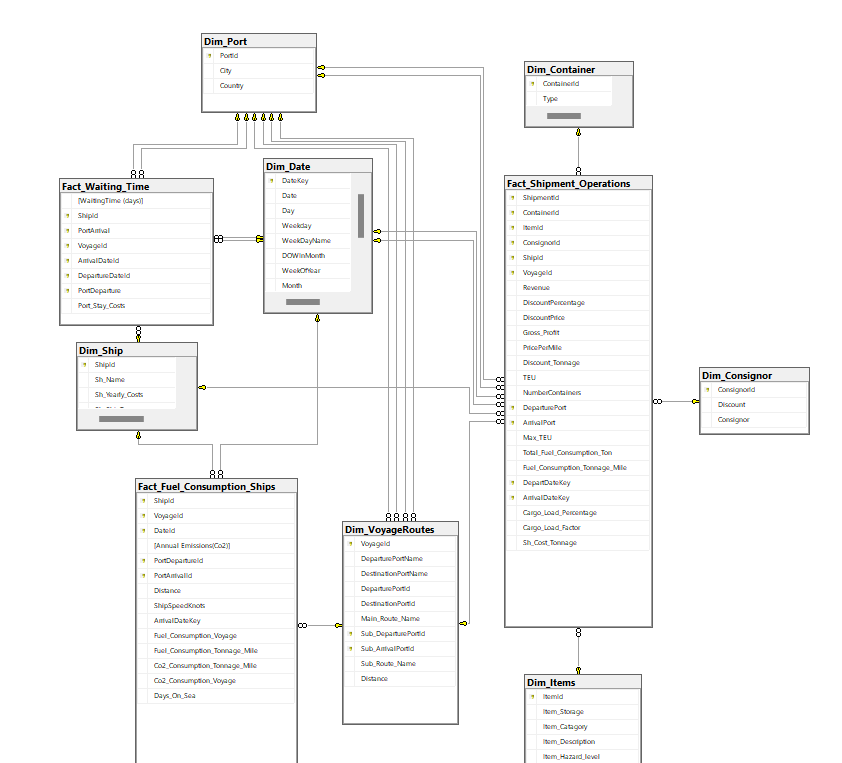 Dim_Port
PortId
City
Country
Dim_Container
ContainerId
Type
Dim_Date
DateKey
Date
Day
Weekday
WeekDayName
DOWInMonth
WeekOfYear
Month
Fact_Waiting_Time
[WaitingTime (days)]
ShipId
PortArrival
VoyageId
ArrivalDateId
DepartureDateId
PortDeparture
Port_Stay_Costs
Fact_Shipment_Operations
ShipmentId
ContainerId
ItemId
ConsignorId
ShipId
VoyageId
Revenue
DiscountPercentage
DiscountPrice
Gross_Profit
PricePerMile
Discount_Tonnage
TEU
NumberContainers
DeparturePort
ArrivalPort
Max_TEU
Total_Fuel_Consumption_Ton
Fuel_Consumption_Tonnage_Mile
DepartDateKey
ArrivalDateKey
Cargo_Load_Percentage
Cargo_Load_Factor
Sh_Cost_Tonnage
Dim_Ship
ShipId
Sh_Name
Sh_Yearly_Costs
Dim_Consignor
ConsignorId
Discount
Consignor
Fact_Fuel_Consumption_Ships
ShipId
VoyageId
DateId
[Annual Emissions(Co2)]
PortDepartureId
PortArrivalId
Distance
ShipSpeedKnots
ArrivalDateKey
Fuel_Consumption_Voyage
Fuel_Consumption_Tonnage_Mile
Co2_Consumption_Tonnage_Mile
Co2_Consumption_Voyage
Days_On_Sea
Dim_VoyageRoutes
VoyageId
DeparturePortName
DestinationPortName
DeparturePortId
DestinationPortId
Main_Route_Name
Sub_DeparturePortId
Sub_ArrivalPortId
Sub_Route_Name
Distance
Dim_Items
ItemId
Item_Storage
Item_Catagory
Item_Description
Item_Hazard_level